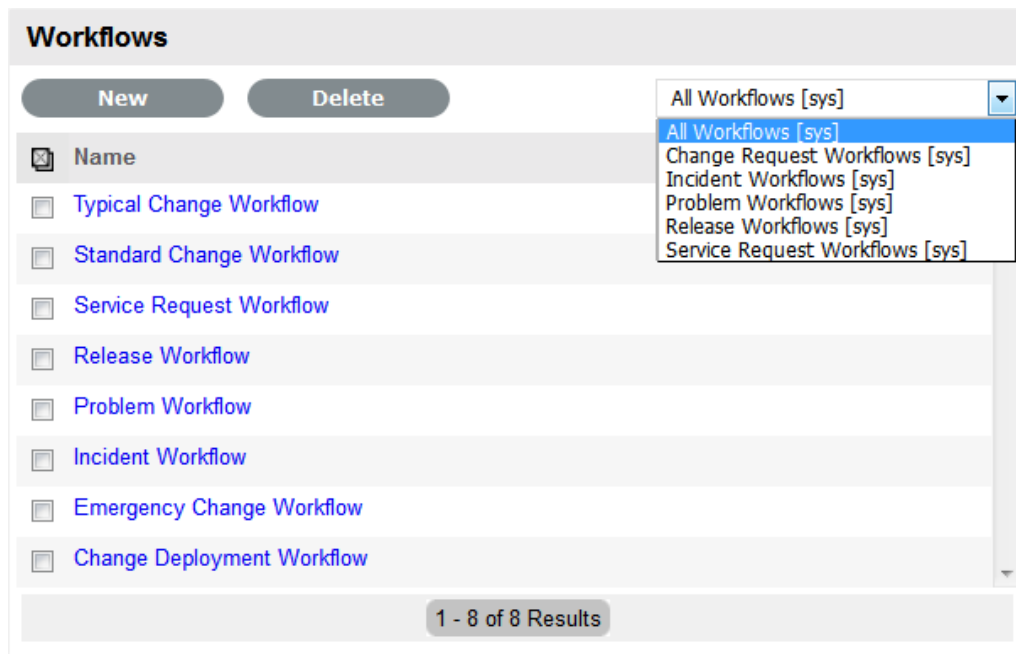 Workflows
New Delete All Workflows [sys]
All Workflows [sys]
Change Request Workflows [sys]
Incident Workflows [sys]
Problem Workflows [sys]
Release Workflows [sys]
Service Request Workflows [sys]
Name
Typical Change Workflow
Standard Change Workflow
Service Request Workflow
Release Workflow
Problem Workflow
Incident Workflow
Emergency Change Workflow
Change Deployment Workflow
1 - 8 of 8 Results